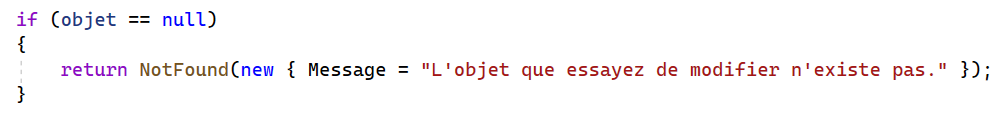 if (objet == null)
{
    return NotFound(new { Message = "L'objet que essayez de modifier n'existe pas." });
}